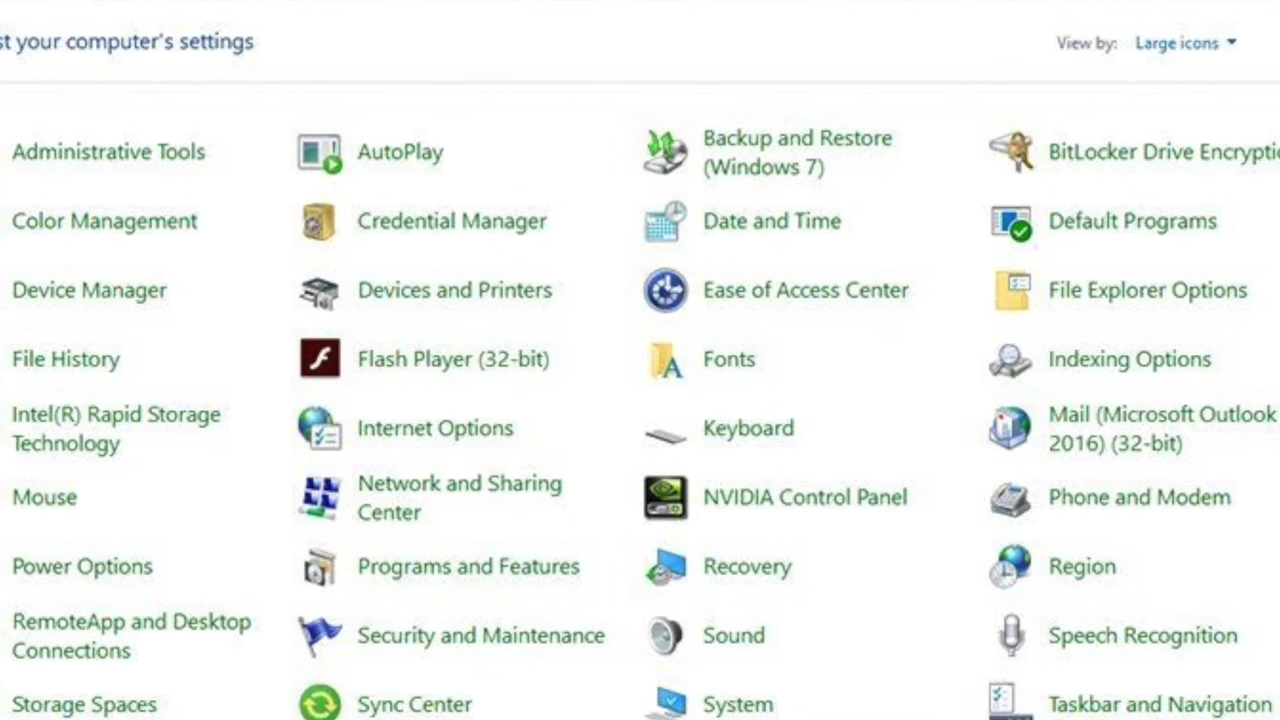 st your computer's settings
View by: Large icons
Administrative Tools
AutoPlay
Backup and Restore
(Windows 7)
BitLocker Drive Encryptio
Color Management
Credential Manager
Date and Time
Default Programs
Device Manager
Devices and Printers
Ease of Access Center
File Explorer Options
File History
Flash Player (32-bit)
Fonts
Indexing Options
Intel(R) Rapid Storage
Technology
Internet Options
Keyboard
Mail (Microsoft Outlook
2016) (32-bit)
Mouse
Network and Sharing
Center
NVIDIA Control Panel
Phone and Modem
Power Options
Programs and Features
Recovery
Region
RemoteApp and Desktop
Connections
Security and Maintenance
Sound
Speech Recognition
Storage Spaces
Sync Center
System
Taskbar and Navigation